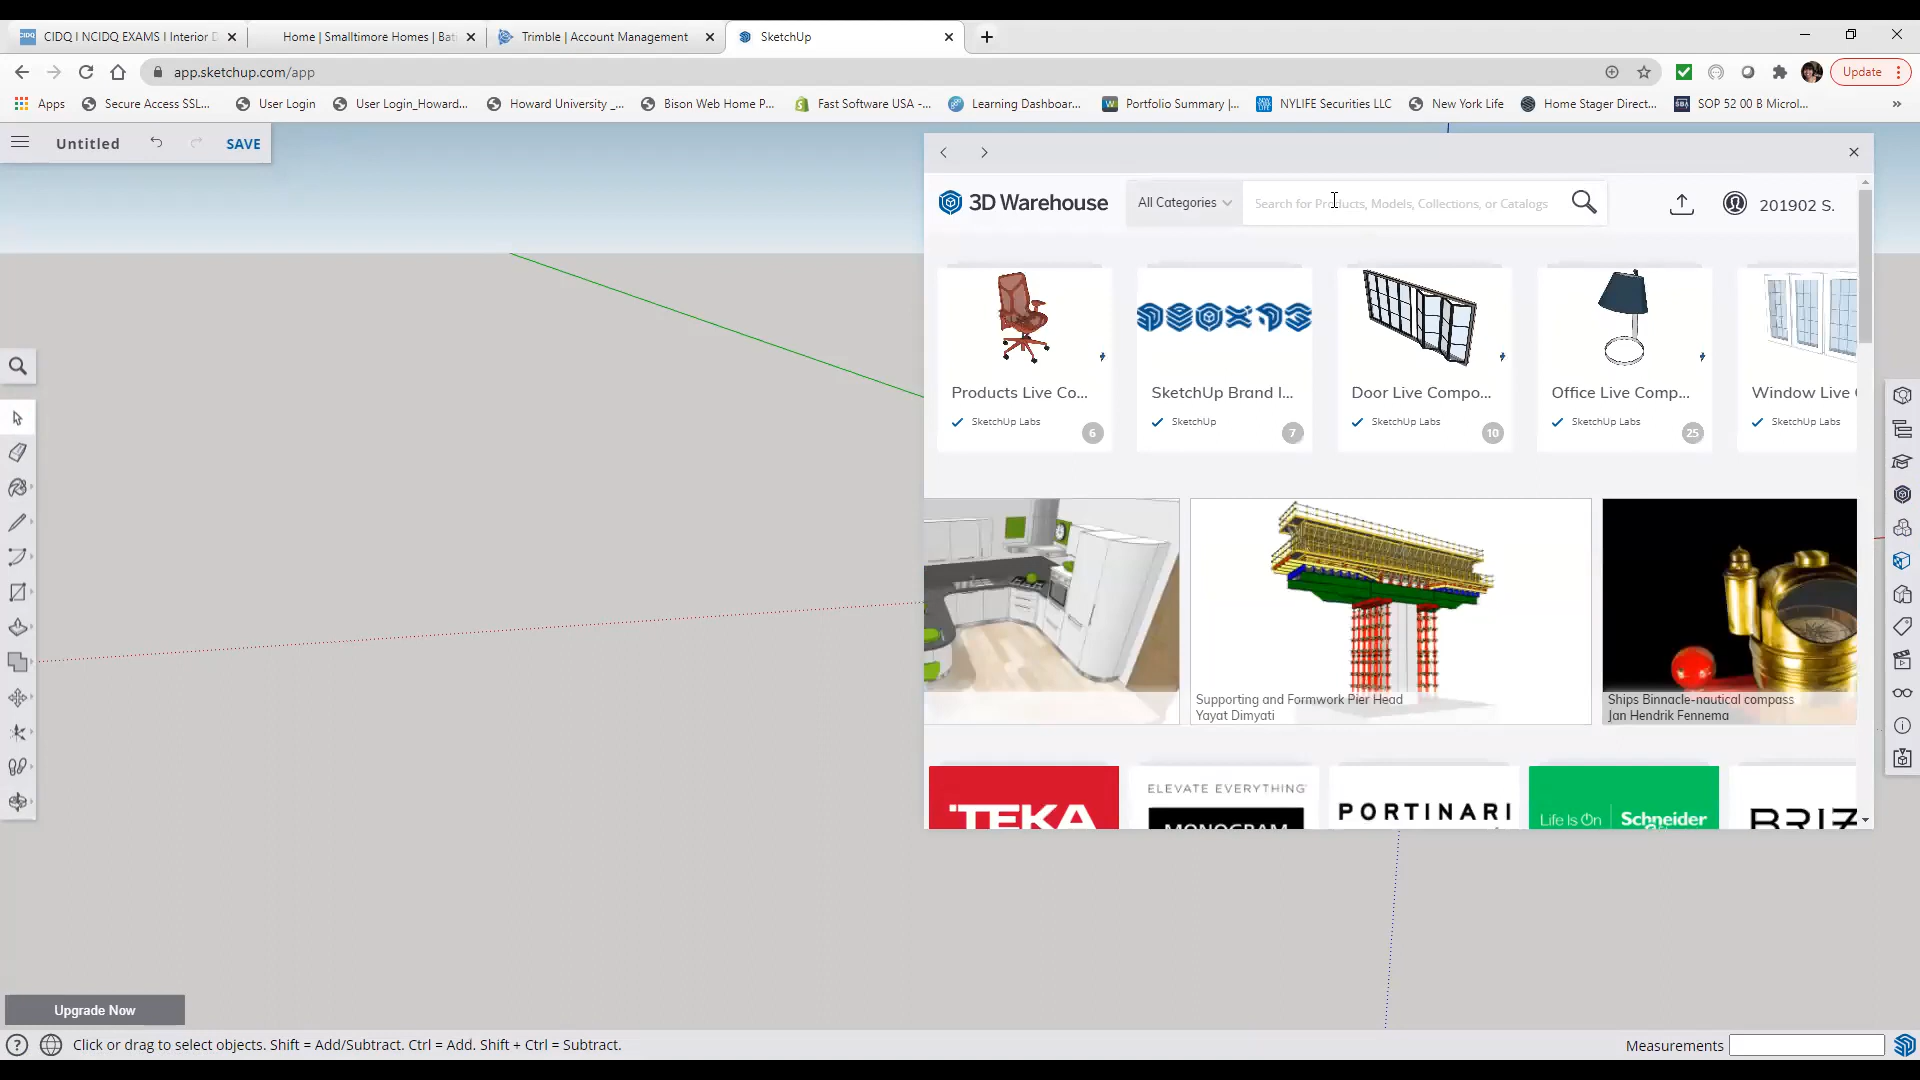 CIDQ I NCIDQ EXAMS I Interior D
Home | Smalltimore Homes | Bat
Trimble | Account Management
SketchUp
app.sketchup.com/app
Update
Apps
Secure Access SSL...
User Login
User Login_Howard...
Howard University _...
Bison Web Home P...
Fast Software USA -...
Learning Dashboar...
Portfolio Summary |...
NYLIFE Securities LLC
New York Life
Home Stager Direct...
SOP 52 00 B Microl...
Untitled
SAVE
3D Warehouse
All Categories
Search for Products, Models, Collections, or Catalogs
201902 S.
Products Live Co...
SketchUp Labs
6
SketchUp Brand I...
SketchUp
7
Door Live Compo...
SketchUp Labs
10
Office Live Comp...
SketchUp Labs
25
Window Live
SketchUp Labs
Supporting and Formwork Pier Head
Yayat Dimyati
Ships Binnacle-nautical compass
Jan Hendrik Fennema
TEKA
ELEVATE EVERYTHING
MONOGRAM
PORTINARI
Life Is On
Schneider
BRIZ
Upgrade Now
Click or drag to select objects. Shift = Add/Subtract. Ctrl = Add. Shift + Ctrl = Subtract.
Measurements